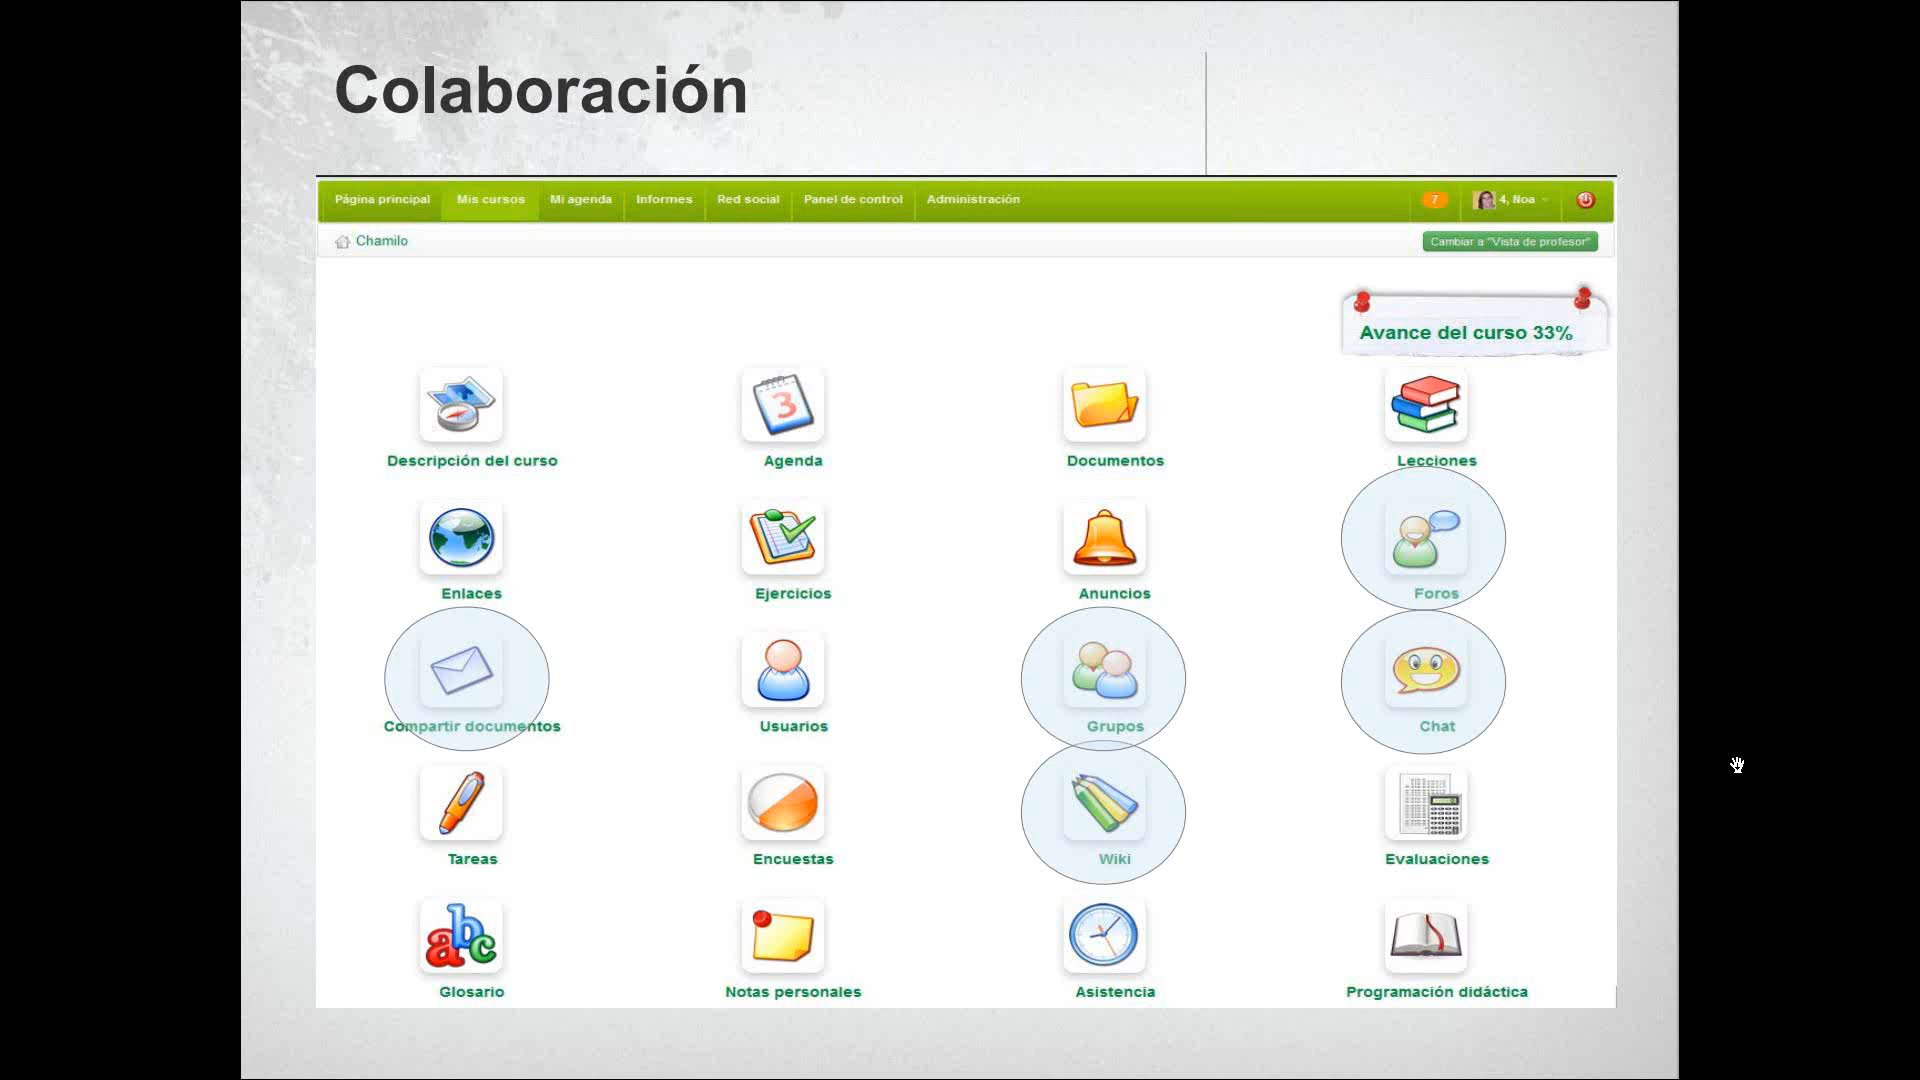 Colaboración
Página principal Mis cursos Mi agenda Informes Red social Panel de control Administración 7 4, Noa
Chamilo Cambiar a "Vista de profesor"
Avance del curso 33%
3
Descripción del curso Agenda Documentos Lecciones
Enlaces Ejercicios Anuncios Foros
Compartir documentos Usuarios Grupos Chat
Tareas Encuestas Wiki Evaluaciones
abc
Glosario Notas personales Asistencia Programación didáctica